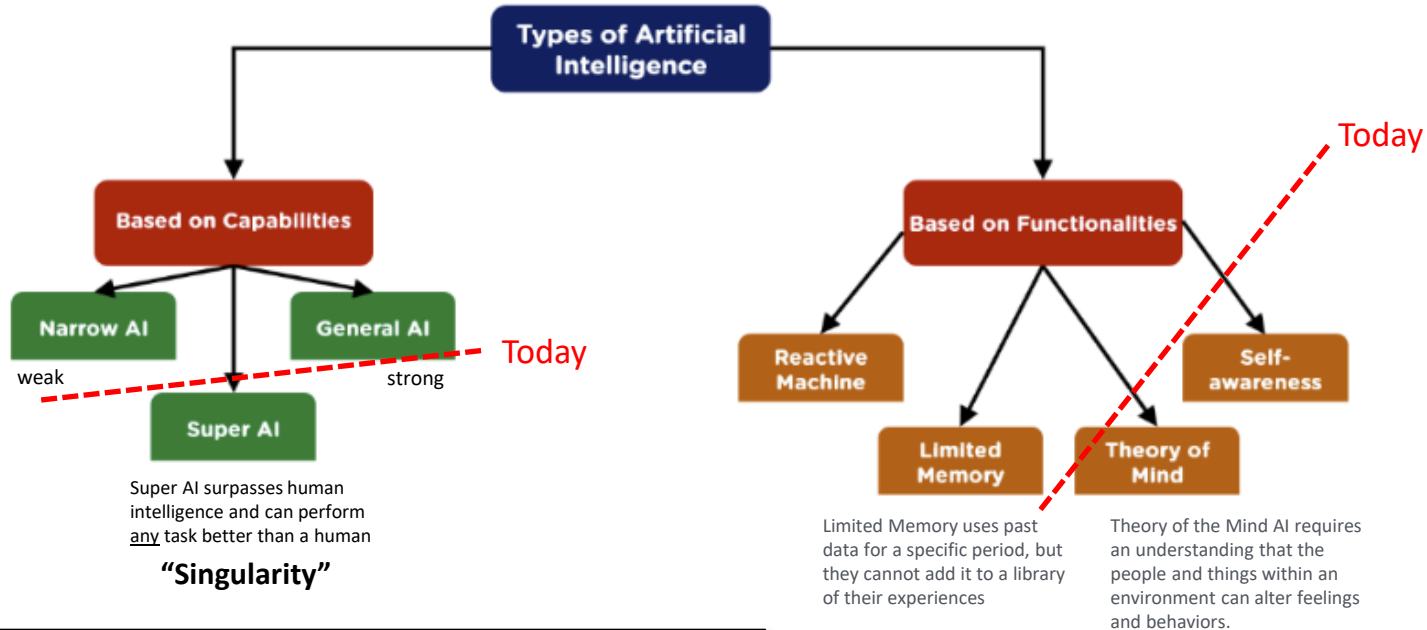 Types of Artificial
Intelligence
Today
Based on Capabilities
Based on Functionalities
Narrow AI
General AI
Today
weak
strong
Super AI
Super AI surpasses human
intelligence and can perform
any task better than a human
“Singularity”
Reactive
Machine
Self-
awareness
Limited
Memory
Theory of
Mind
Limited Memory uses past
data for a specific period, but
they cannot add it to a library
of their experiences
Theory of the Mind AI requires
an understanding that the
people and things within an
environment can alter feelings
and behaviors.